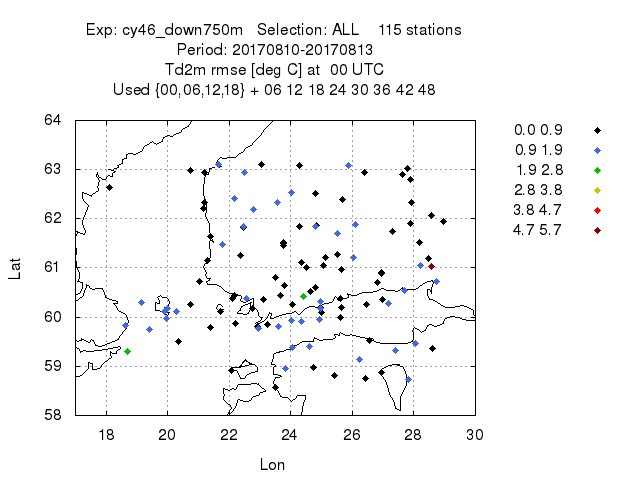 Exp: cy46_down750m Selection: ALL 115 stations
Period: 20170810-20170813
Td2m rmse [deg C] at 00 UTC
Used {00,06,12,18} + 06 12 18 24 30 36 42 48
64
63
62
61
60
59
58
Lat
18 20 22 24 26 28 30
Lon
0.0 0.9
0.9 1.9
1.9 2.8
2.8 3.8
3.8 4.7
4.7 5.7